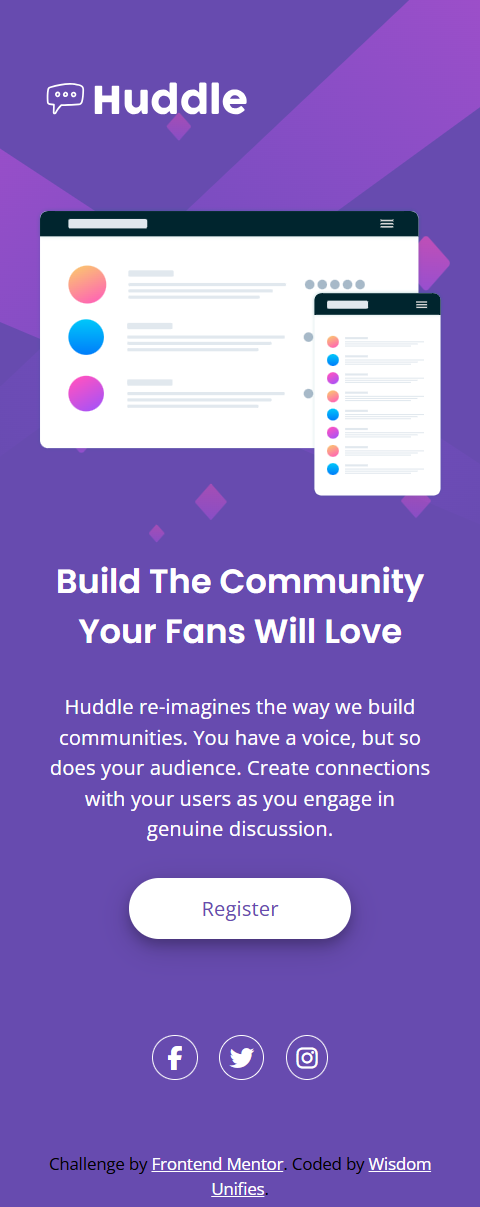 Huddle
Build The Community
Your Fans Will Love
Huddle re-imagines the way we build
communities. You have a voice, but so
does your audience. Create connections
with your users as you engage in
genuine discussion.
Register
Challenge by Frontend Mentor. Coded by Wisdom
Unifies.